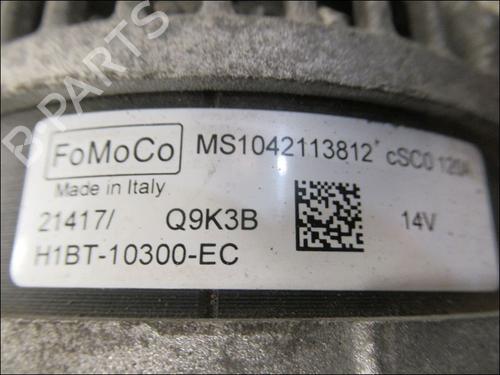 B PARTS
FoMoCo MS1042113812* cSC0 120A
Made in Italy
21417/ Q9K3B 14V
H1BT-10300-EC